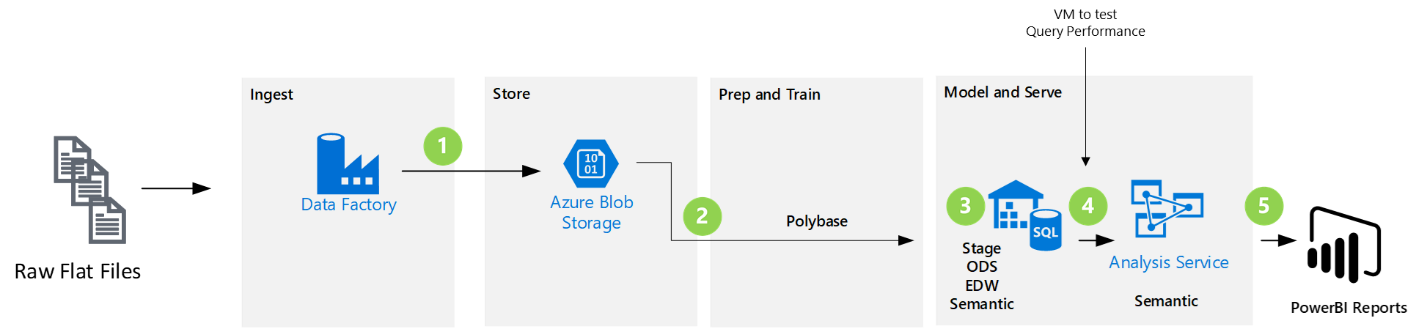 VM to test
Query Performance
Ingest
Store
Prep and Train
Model and Serve
1
10
01
Data Factory
Azure Blob
Storage
2
Polybase
3
SQL
4
5
Stage
ODS
EDW
Semantic
Analysis Service
Semantic
Raw Flat Files
PowerBI Reports